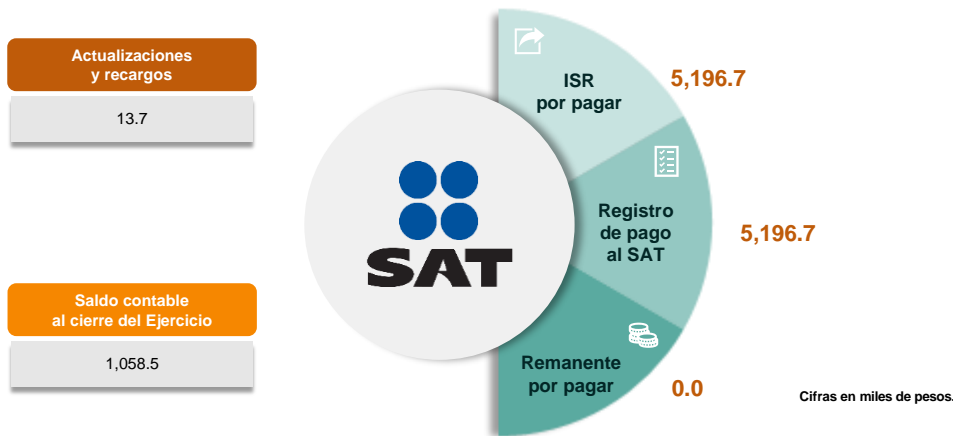 Actualizaciones
y recargos
13.7
Saldo contable
al cierre del Ejercicio
1,058.5
SAT
ISR
por pagar
5,196.7
Registro
de pago
al SAT
5,196.7
Remanente
por pagar
0.0
Cifras en miles de pesos.